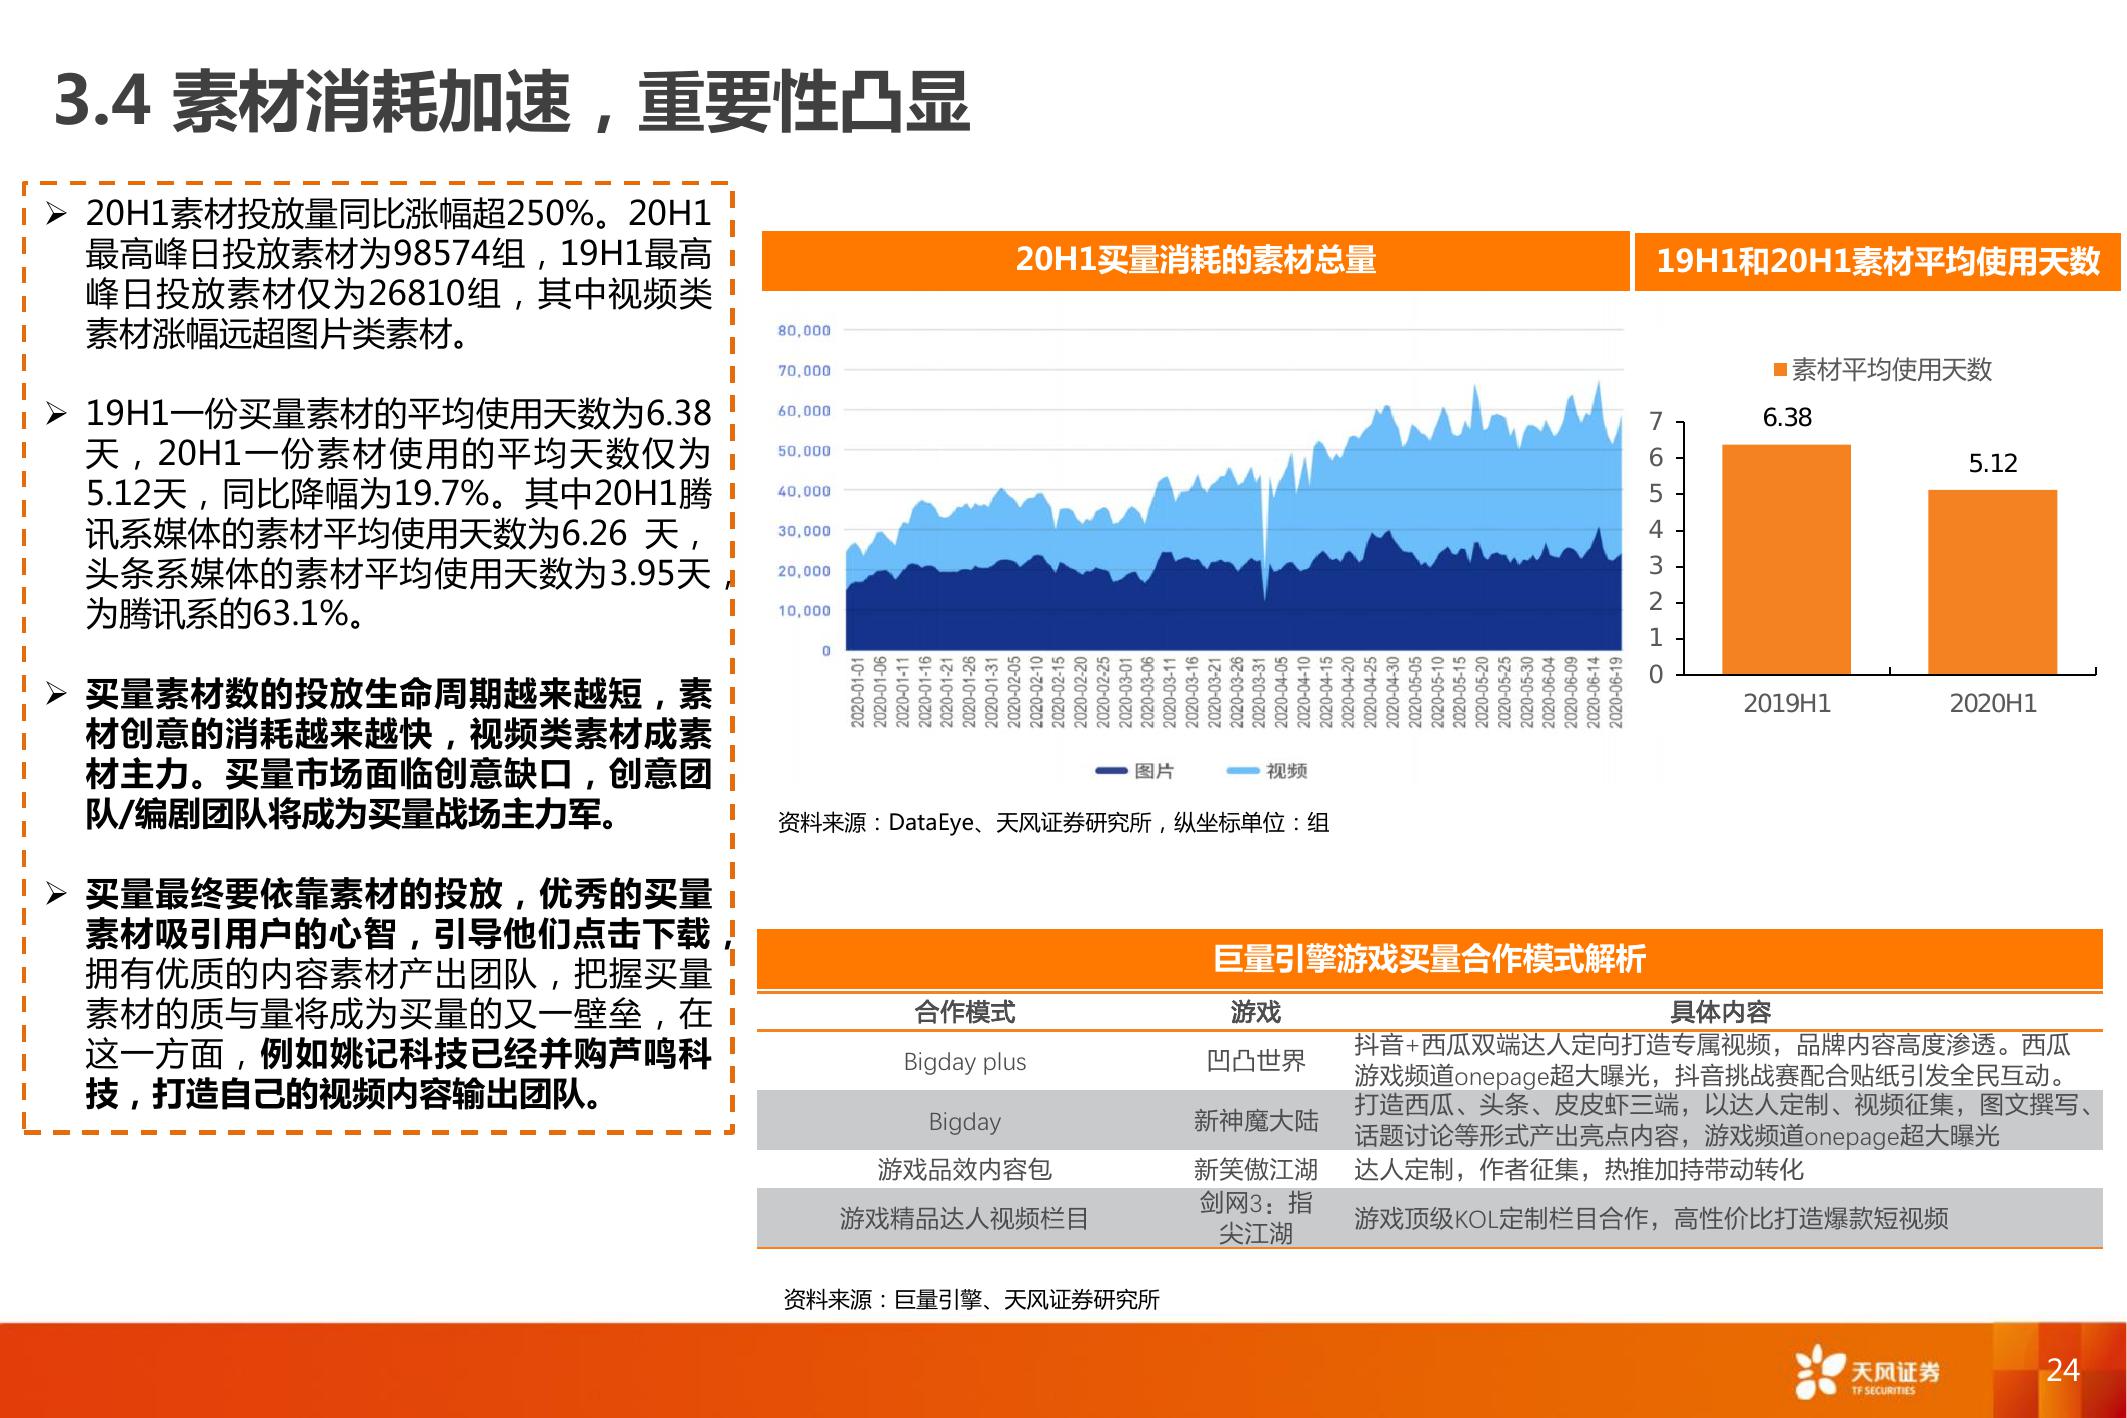 3.4 素材消耗加速，重要性凸显
➢ 20H1素材投放量同比涨幅超250%。20H1
最高峰日投放素材为98574组，19H1最高
峰日投放素材仅为26810组，其中视频类
素材涨幅远超图片类素材。
➢ 19H1一份买量素材的平均使用天数为6.38
天，20H1一份素材使用的平均天数仅为
5.12天，同比降幅为19.7%。其中20H1腾
讯系媒体的素材平均使用天数为6.26 天，
头条系媒体的素材平均使用天数为3.95天，
为腾讯系的63.1%。
➢ 买量素材数的投放生命周期越来越短，素
材创意的消耗越来越快，视频类素材成素
材主力。买量市场面临创意缺口，创意团
队/编剧团队将成为买量战场主力军。
➢ 买量最终要依靠素材的投放，优秀的买量
素材吸引用户的心智，引导他们点击下载，
拥有优质的内容素材产出团队，把握买量
素材的质与量将成为买量的又一壁垒，在
这一方面，例如姚记科技已经并购芦鸣科
技，打造自己的视频内容输出团队。
20H1买量消耗的素材总量
80,000
70,000
60,000
50,000
40,000
30,000
20,000
10,000
0
2020-01-01
2020-01-06
2020-01-11
2020-01-16
2020-01-21
2020-01-26
2020-01-31
2020-02-05
2020-02-10
2020-02-15
2020-02-20
2020-02-25
2020-03-01
2020-03-06
2020-03-11
2020-03-16
2020-03-21
2020-03-26
2020-03-31
2020-04-05
2020-04-10
2020-04-15
2020-04-20
2020-04-25
2020-04-30
2020-05-05
2020-05-10
2020-05-15
2020-05-20
2020-05-25
2020-05-30
2020-06-04
2020-06-09
2020-06-14
2020-06-19
图片 视频
资料来源：DataEye、天风证券研究所，纵坐标单位：组
19H1和20H1素材平均使用天数
素材平均使用天数
7
6
5
4
3
2
1
0
6.38
5.12
2019H1 2020H1
巨量引擎游戏买量合作模式解析
合作模式 游戏 具体内容
Bigday plus 凹凸世界 抖音+西瓜双端达人定向打造专属视频，品牌内容高度渗透。西瓜
游戏频道onepage超大曝光，抖音挑战赛配合贴纸引发全民互动。
Bigday 新神魔大陆 打造西瓜、头条、皮皮虾三端，以达人定制、视频征集，图文撰写、
话题讨论等形式产出亮点内容，游戏频道onepage超大曝光
游戏品效内容包 新笑傲江湖 达人定制，作者征集，热推加持带动转化
游戏精品达人视频栏目 剑网3：指
尖江湖 游戏顶级KOL定制栏目合作，高性价比打造爆款短视频
资料来源：巨量引擎、天风证券研究所
天风证券
TF SECURITIES
24